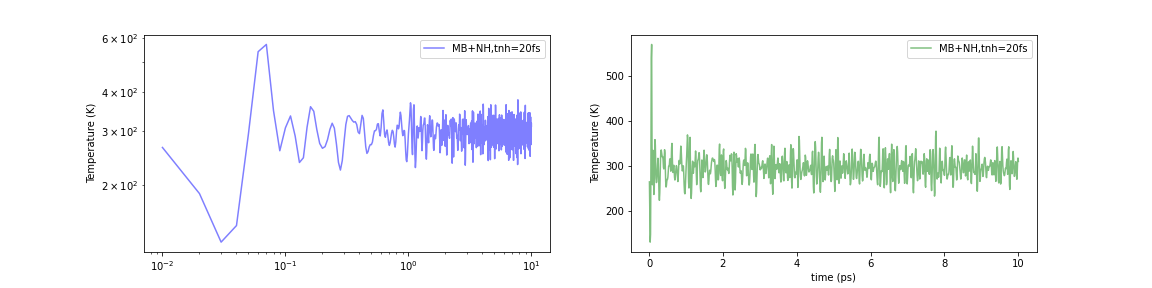 6 × 10²
4 × 10²
3 × 10²
2 × 10²
Temperature (K)
10⁻²
10⁻¹
10⁰
10¹
MB+NH,tnh=20fs
500
400
300
200
Temperature (K)
0
2
4
6
8
10
time (ps)
MB+NH,tnh=20fs